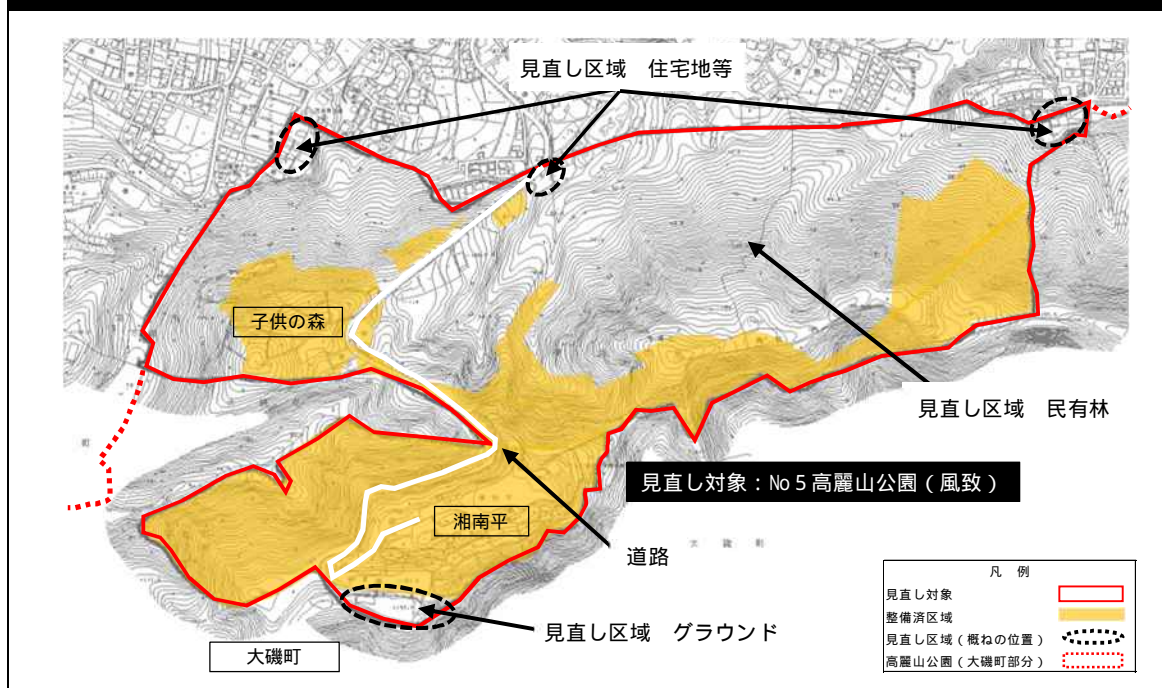 見直し区域 住宅地等
子供の森
見直し区域 民有林
見直し対象：No5高麗山公園（風致）
湘南平
道路
見直し区域 グラウンド
大磯町
凡 例
見直し対象
整備済区域
見直し区域（概ねの位置）
高麗山公園（大磯町部分）